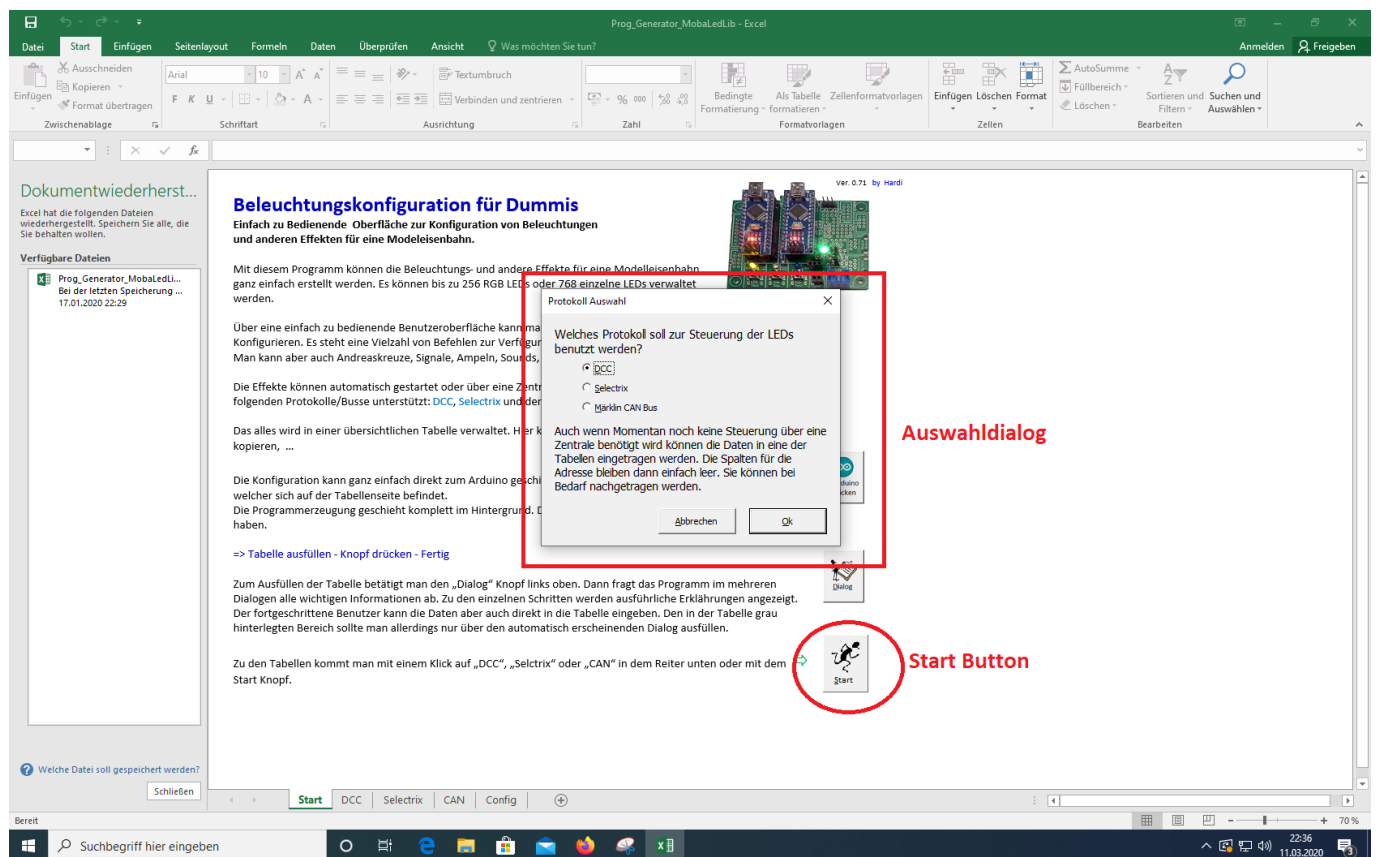 Prog_Generator_MobaLedLib - Excel
Datei Start Einfügen Seitenlayout Formeln Daten Überprüfen Ansicht Was möchten Sie tun? Anmelden Freigeben
Einfügen
Ausschneiden
Kopieren
Format übertragen
Zwischenablage
Arial 10
F K U
Schriftart
Textumbruch
Verbinden und zentrieren
Ausrichtung
% 000
Zahl
Bedingte Formatierung
Als Tabelle formatieren
Zellenformatvorlagen
Formatvorlagen
Einfügen Löschen Format
Zellen
AutoSumme
Füllbereich
Löschen
Sortieren und Filtern
Suchen und Auswählen
Bearbeiten
fx
Dokumentwiederherst...
Excel hat die folgenden Dateien
wiederhergestellt. Speichern Sie alle, die
Sie behalten wollen.
Verfügbare Dateien
Prog_Generator_MobaLedLi...
Bei der letzten Speicherung ...
17.01.2020 22:29
Welche Datei soll gespeichert werden?
Schließen
Ver. 0.71 by Hardi
Beleuchtungskonfiguration für Dummis
Einfach zu Bedienende Oberfläche zur Konfiguration von Beleuchtungen
und anderen Effekten für eine Modeleisenbahn.
Mit diesem Programm können die Beleuchtungs- und andere Effekte für eine Modelleisenbahn
ganz einfach erstellt werden. Es können bis zu 256 RGB LEDs oder 768 einzelne LEDs verwaltet
werden.
Über eine einfach zu bedienende Benutzeroberfläche kann
Konfigurieren. Es steht eine Vielzahl von Befehlen zur
Man kann aber auch Andreaskreuze, Signale, Ampeln, Sounds,
Die Effekte können automatisch gestartet oder über eine
folgenden Protokolle/Busse unterstützt: DCC, Selectrix und
Das alles wird in einer übersichtlichen Tabelle verwaltet. Hier
kopieren, ...
Die Konfiguration kann ganz einfach direkt zum Arduino
welcher sich auf der Tabellenseite befindet.
Die Programmerzeugung geschieht komplett im Hintergrund.
haben.
=> Tabelle ausfüllen - Knopf drücken - Fertig
Zum Ausfüllen der Tabelle betätigt man den „Dialog“ Knopf links oben. Dann fragt das Programm im mehreren
Dialogen alle wichtigen Informationen ab. Zu den einzelnen Schritten werden ausführliche Erklährungen angezeigt.
Der fortgeschrittene Benutzer kann die Daten aber auch direkt in die Tabelle eingeben. Den in der Tabelle grau
hinterlegten Bereich sollte man allerdings nur über den automatisch erscheinenden Dialog ausfüllen.
Zu den Tabellen kommt man mit einem Klick auf „DCC“, „Selctrix“ oder „CAN“ in dem Reiter unten oder mit dem
Start Knopf.
Protokoll Auswahl
Welches Protokoll soll zur Steuerung der LEDs
benutzt werden?
DCC
Selectrix
Märklin CAN Bus
Auch wenn Momentan noch keine Steuerung über eine
Zentrale benötigt wird können die Daten in eine der
Tabellen eingetragen werden. Die Spalten für die
Adresse bleiben dann einfach leer. Sie können bei
Bedarf nachgetragen werden.
Abbrechen Ok
Auswahldialog
Dialog
Start
Start Button
Start DCC Selectrix CAN Config
Bereit
70 %
Suchbegriff hier eingeben
22:36
11.03.2020
3